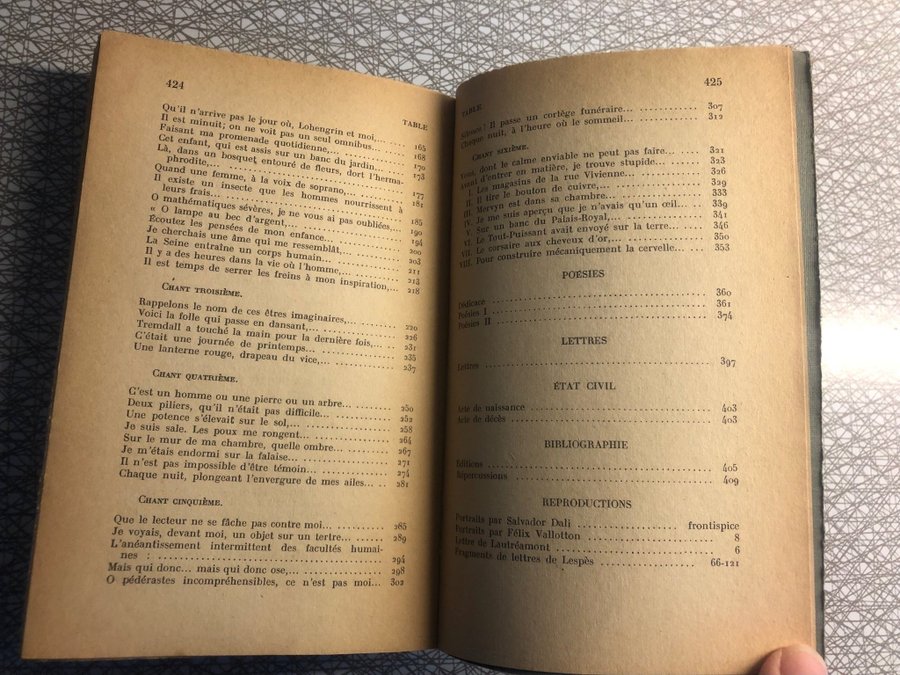 424
TABLE
Qu'il n'arrive pas le jour où, Lohengrin et moi,... 165
Il est minuit; on ne voit pas un seul omnibus... 168
Faisant ma promenade quotidienne,... 170
Cet enfant, qui est assis sur un banc du jardin... 173
Là, dans un bosquet entouré de fleurs, dort l'herma-
phrodite,... 177
Quand une femme, à la voix de soprano,... 181
Il existe un insecte que les hommes nourrissent à
leurs frais... 185
O mathématiques sévères, je ne vous ai pas oubliées... 190
« O lampe au bec d'argent,... 194
Écoutez les pensées de mon enfance... 200
Je cherchais une âme qui me ressemblât,... 203
La Seine entraîne un corps humain... 211
Il y a des heures dans la vie où l'homme,... 213
Il est temps de serrer les freins à mon inspiration,... 218
CHANT TROISIÈME.
Rappelons le nom de ces êtres imaginaires,... 220
Voici la folle qui passe en dansant,... 226
Tremdall a touché la main pour la dernière fois,... 231
C'était une journée de printemps... 235
Une lanterne rouge, drapeau du vice,... 237
CHANT QUATRIÈME.
C'est un homme ou une pierre ou un arbre... 250
Deux piliers, qu'il n'était pas difficile... 252
Une potence s'élevait sur le sol,... 258
Je suis sale. Les poux me rongent... 264
Sur le mur de ma chambre, quelle ombre... 267
Je m'étais endormi sur la falaise... 271
Il n'est pas impossible d'être témoin... 274
Chaque nuit, plongeant l'envergure de mes ailes... 281
CHANT CINQUIÈME.
Que le lecteur ne se fâche pas contre moi... 285
Je voyais, devant moi, un objet sur un tertre... 289
L'anéantissement intermittent des facultés humai-
nes : 294
Mais qui donc... mais qui donc ose,... 298
O pédérastes incompréhensibles, ce n'est pas moi... 302
425
TABLE
Silence ! Il passe un cortège funéraire... 307
Chaque nuit, à l'heure où le sommeil... 312
CHANT SIXIÈME.
Vous, dont le calme enviable ne peut pas faire... 321
Avant d'entrer en matière, je trouve stupide... 323
I. Les magasins de la rue Vivienne... 326
II. Il tire le bouton de cuivre,... 329
III. Mervyn est dans sa chambre... 333
IV. Je me suis aperçu que je n'avais qu'un œil... 339
V. Sur un banc du Palais-Royal,... 341
VI. Le Tout-Puissant avait envoyé sur la terre... 346
VII. Le corsaire aux cheveux d'or,... 350
VIII. Pour construire mécaniquement la cervelle... 353
POÉSIES
Dédicace 360
Poésies I 361
Poésies II 374
LETTRES
Lettres 397
ÉTAT CIVIL
Acte de naissance 403
Acte de décès 403
BIBLIOGRAPHIE
Éditions 405
Répercussions 409
REPRODUCTIONS
Portraits par Salvador Dali frontispice
Portraits par Félix Vallotton 8
Lettre de Lautréamont 6
Fragments de lettres de Lespès 66-121